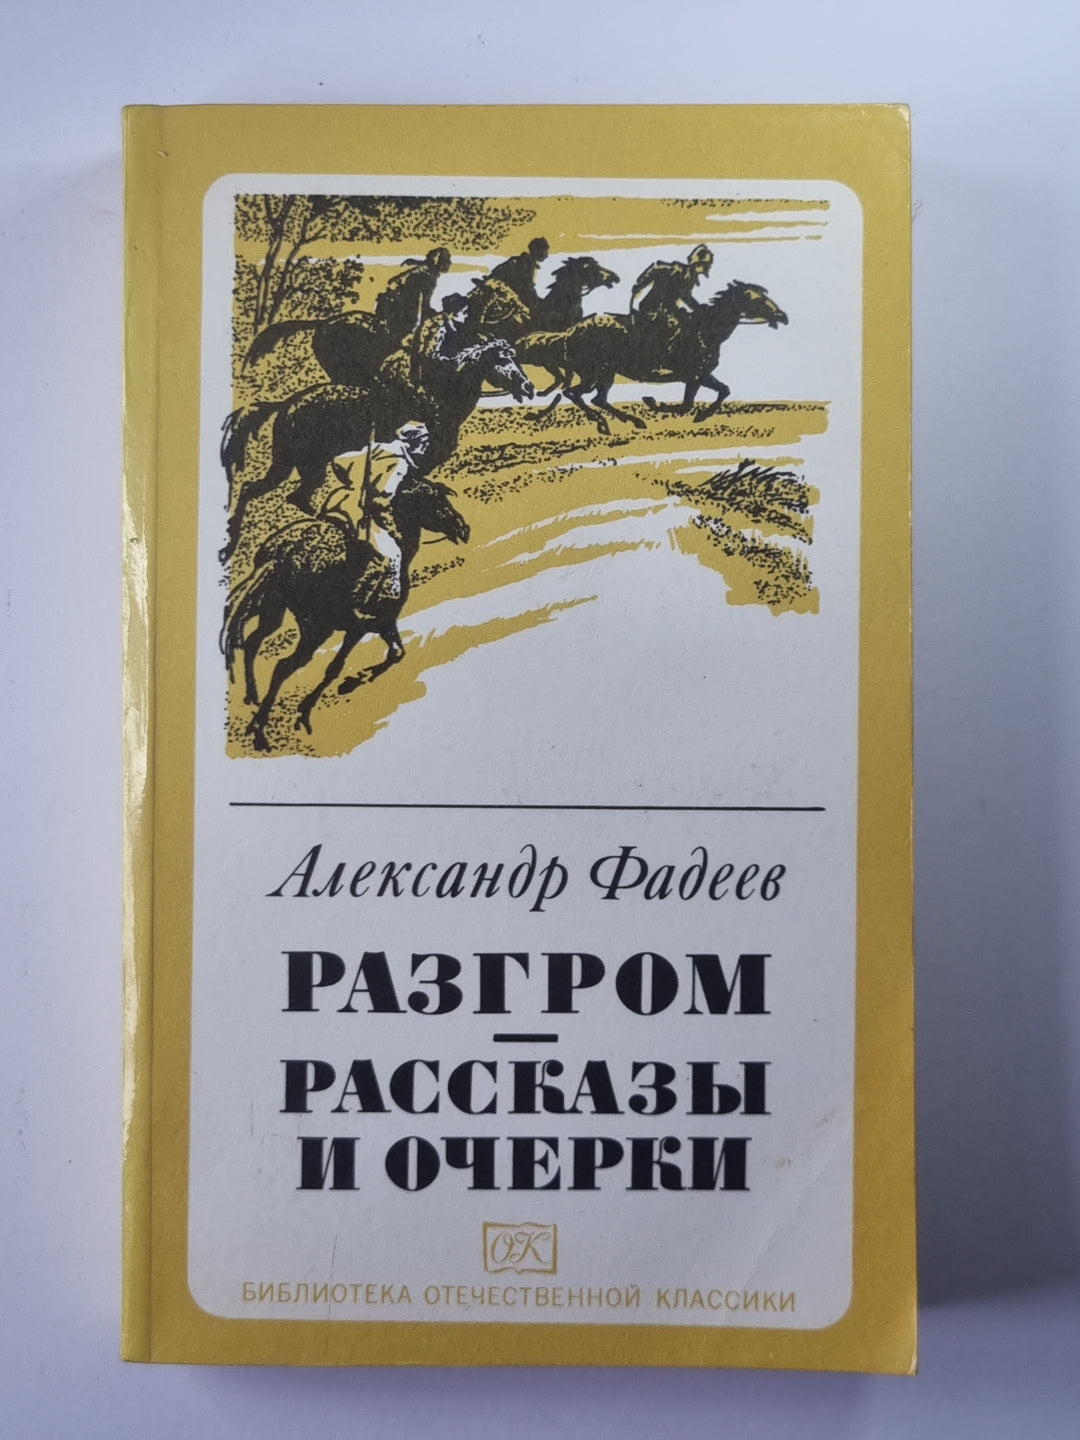 Александр Фадеев
РАЗГРОМ
РАССКАЗЫ
И ОЧЕРКИ
ОК
БИБЛИОТЕКА ОТЕЧЕСТВЕННОЙ КЛАССИКИ